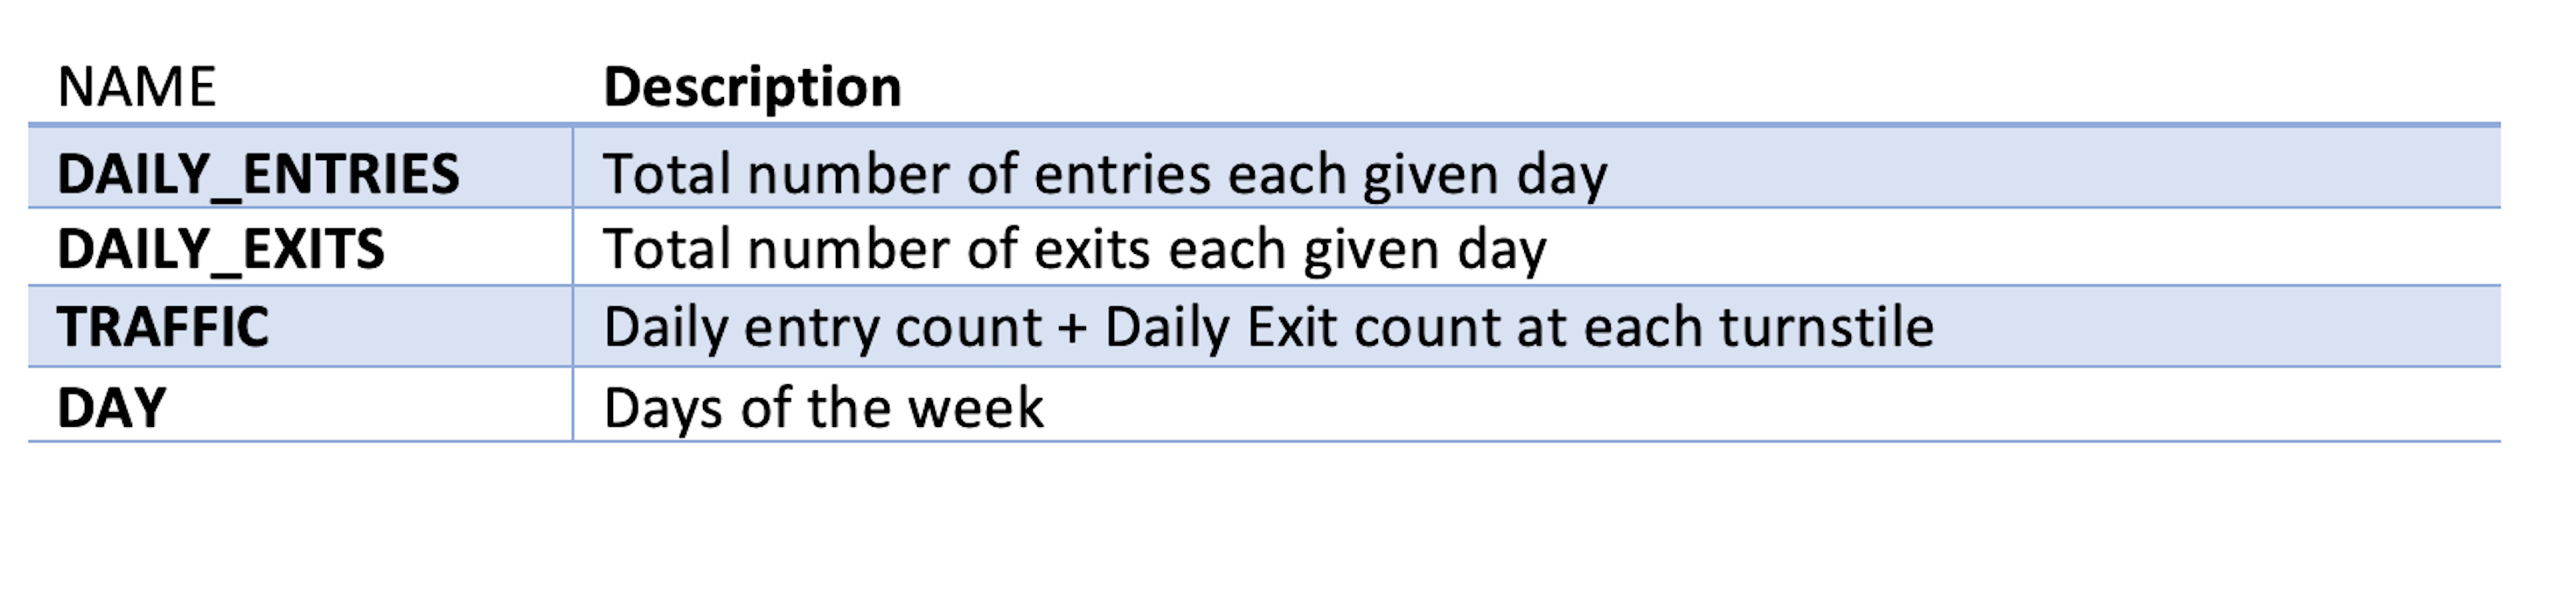 NAME Description
DAILY_ENTRIES Total number of entries each given day
DAILY_EXITS Total number of exits each given day
TRAFFIC Daily entry count + Daily Exit count at each turnstile
DAY Days of the week